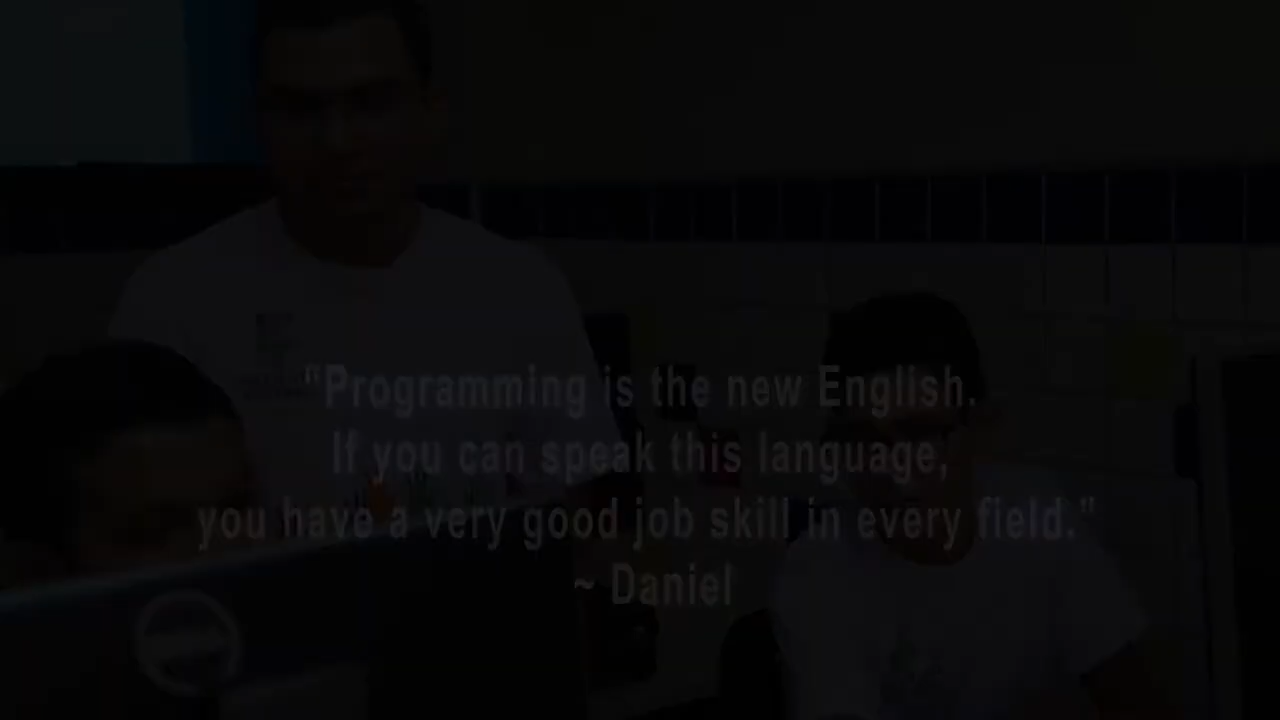 "Programming is the new English.
If you can speak this language,
you have a very good job skill in every field."
~ Daniel